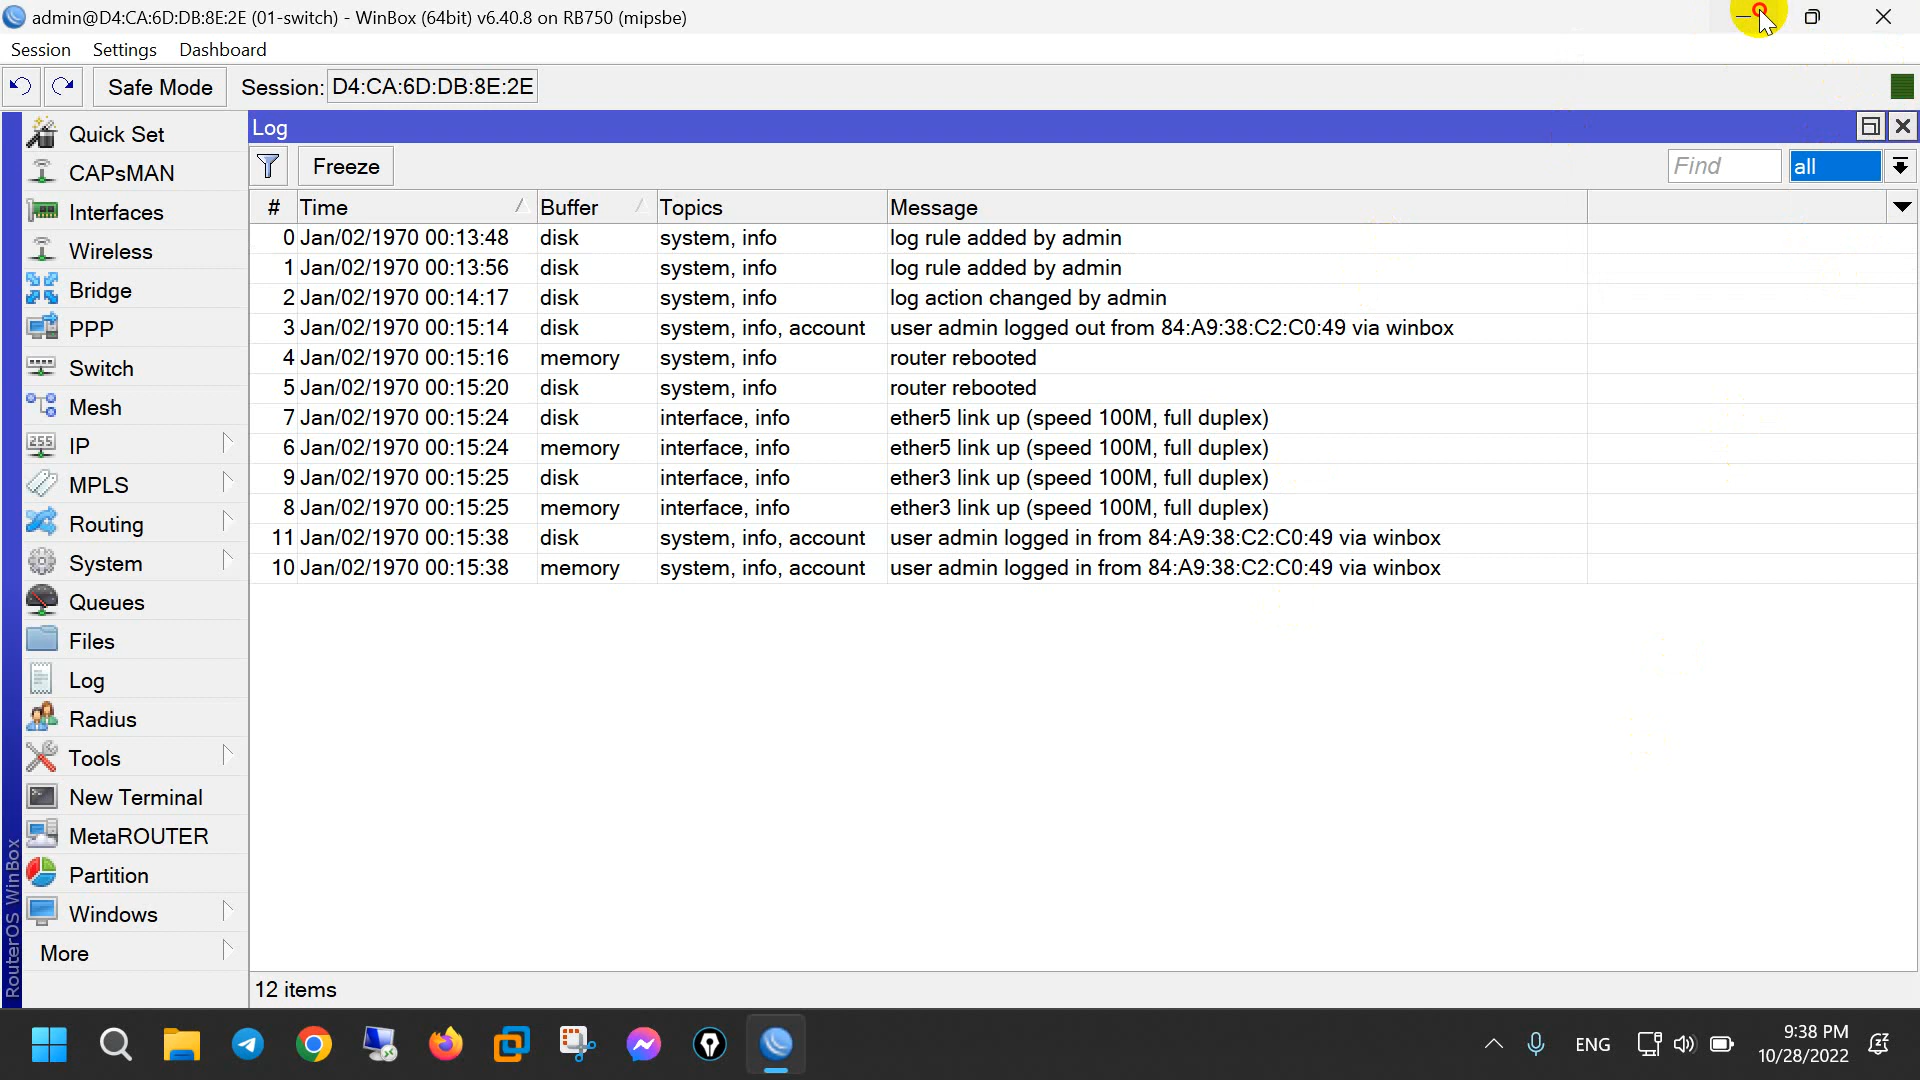 admin@D4:CA:6D:DB:8E:2E (01-switch) - WinBox (64bit) v6.40.8 on RB750 (mipsbe)
Session Settings Dashboard
Safe Mode Session: D4:CA:6D:DB:8E:2E
Log
Freeze Find all
# Time Buffer Topics Message
0 Jan/02/1970 00:13:48 disk system, info log rule added by admin
1 Jan/02/1970 00:13:56 disk system, info log rule added by admin
2 Jan/02/1970 00:14:17 disk system, info log action changed by admin
3 Jan/02/1970 00:15:14 disk system, info, account user admin logged out from 84:A9:38:C2:C0:49 via winbox
4 Jan/02/1970 00:15:16 memory system, info router rebooted
5 Jan/02/1970 00:15:20 disk system, info router rebooted
7 Jan/02/1970 00:15:24 disk interface, info ether5 link up (speed 100M, full duplex)
6 Jan/02/1970 00:15:24 memory interface, info ether5 link up (speed 100M, full duplex)
9 Jan/02/1970 00:15:25 disk interface, info ether3 link up (speed 100M, full duplex)
8 Jan/02/1970 00:15:25 memory interface, info ether3 link up (speed 100M, full duplex)
11 Jan/02/1970 00:15:38 disk system, info, account user admin logged in from 84:A9:38:C2:C0:49 via winbox
10 Jan/02/1970 00:15:38 memory system, info, account user admin logged in from 84:A9:38:C2:C0:49 via winbox
12 items
Quick Set
CAPsMAN
Interfaces
Wireless
Bridge
PPP
Switch
Mesh
255 IP
MPLS
Routing
System
Queues
Files
Log
Radius
Tools
New Terminal
MetaROUTER
Partition
Windows
More
RouterOS WinBox
ENG
9:38 PM
10/28/2022